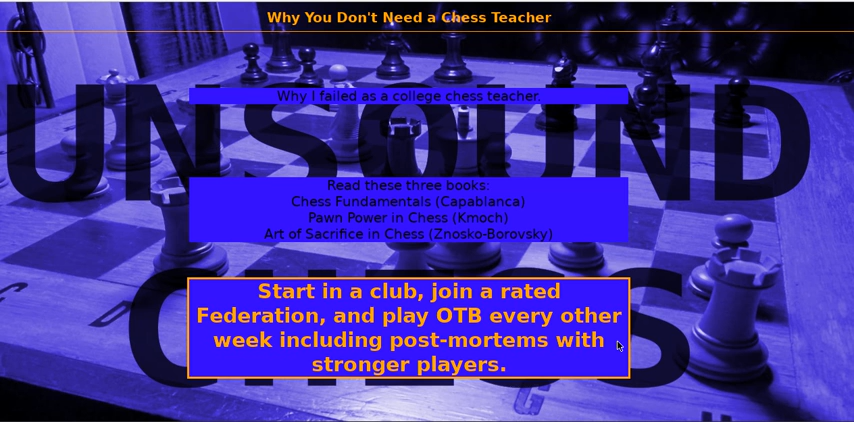 Why You Don't Need a Chess Teacher
UNSOUND
Why I failed as a college chess teacher.
Read these three books:
Chess Fundamentals (Capablanca)
Pawn Power in Chess (Kmoch)
Art of Sacrifice in Chess (Znosko-Borovsky)
CHESS
Start in a club, join a rated
Federation, and play OTB every other
week including post-mortems with
stronger players.
D